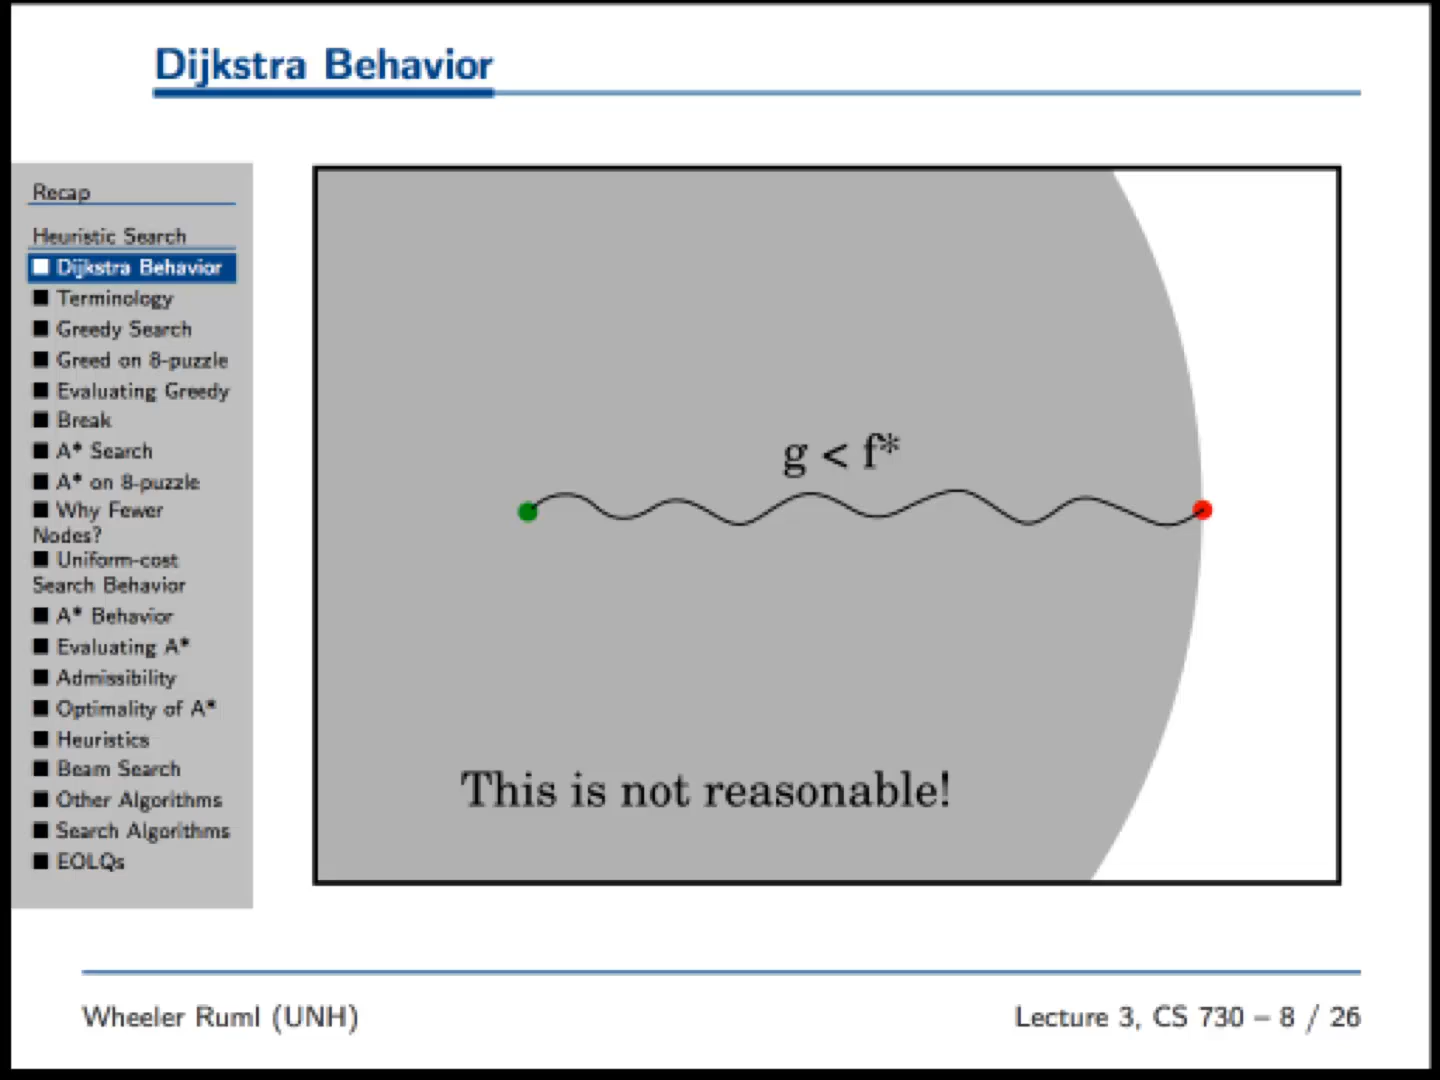 Dijkstra Behavior
Recap
Heuristic Search
■ Dijkstra Behavior
■ Terminology
■ Greedy Search
■ Greed on 8-puzzle
■ Evaluating Greedy
■ Break
■ A* Search
■ A* on 8-puzzle
■ Why Fewer
Nodes?
■ Uniform-cost
Search Behavior
■ A* Behavior
■ Evaluating A*
■ Admissibility
■ Optimality of A*
■ Heuristics
■ Beam Search
■ Other Algorithms
■ Search Algorithms
■ EOLQs
g < f*
This is not reasonable!
Wheeler Ruml (UNH)
Lecture 3, CS 730 – 8 / 26